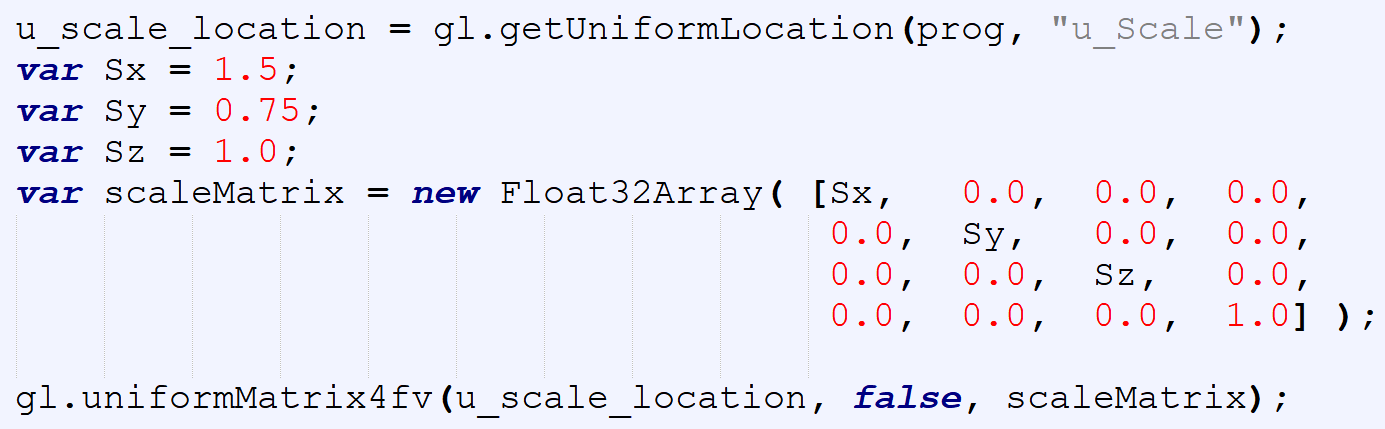 u_scale_location = gl.getUniformLocation(prog, "u_Scale");
var Sx = 1.5;
var Sy = 0.75;
var Sz = 1.0;
var scaleMatrix = new Float32Array( [Sx,   0.0,  0.0,  0.0,
                                     0.0,  Sy,   0.0,  0.0,
                                     0.0,  0.0,  Sz,   0.0,
                                     0.0,  0.0,  0.0,  1.0] );
gl.uniformMatrix4fv(u_scale_location, false, scaleMatrix);